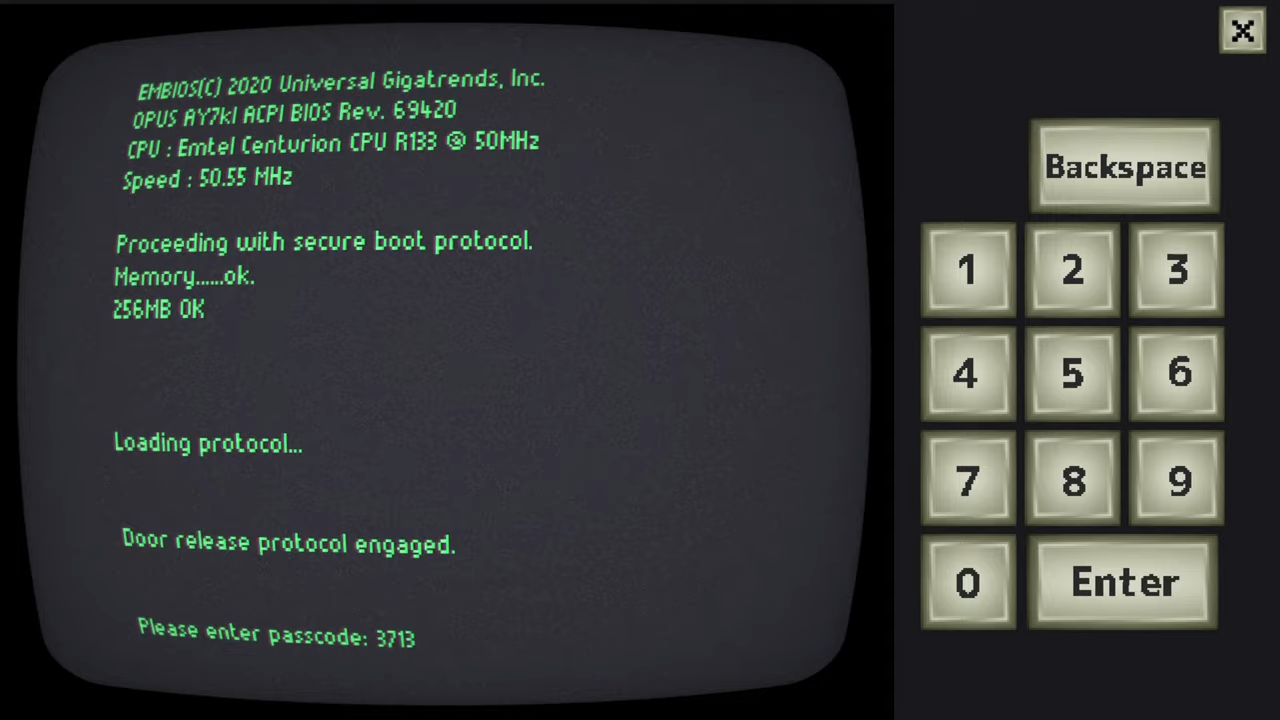 EMBIOS(C) 2020 Universal Gigatrends, Inc.
OPUS AY7kI ACPI BIOS Rev. 69420
CPU : Emtel Centurion CPU R133 @ 50MHz
Speed : 50.55 MHz
Proceeding with secure boot protocol.
Memory......ok.
256MB OK
Loading protocol...
Door release protocol engaged.
Please enter passcode: 3713
X
Backspace
1 2 3
4 5 6
7 8 9
0 Enter